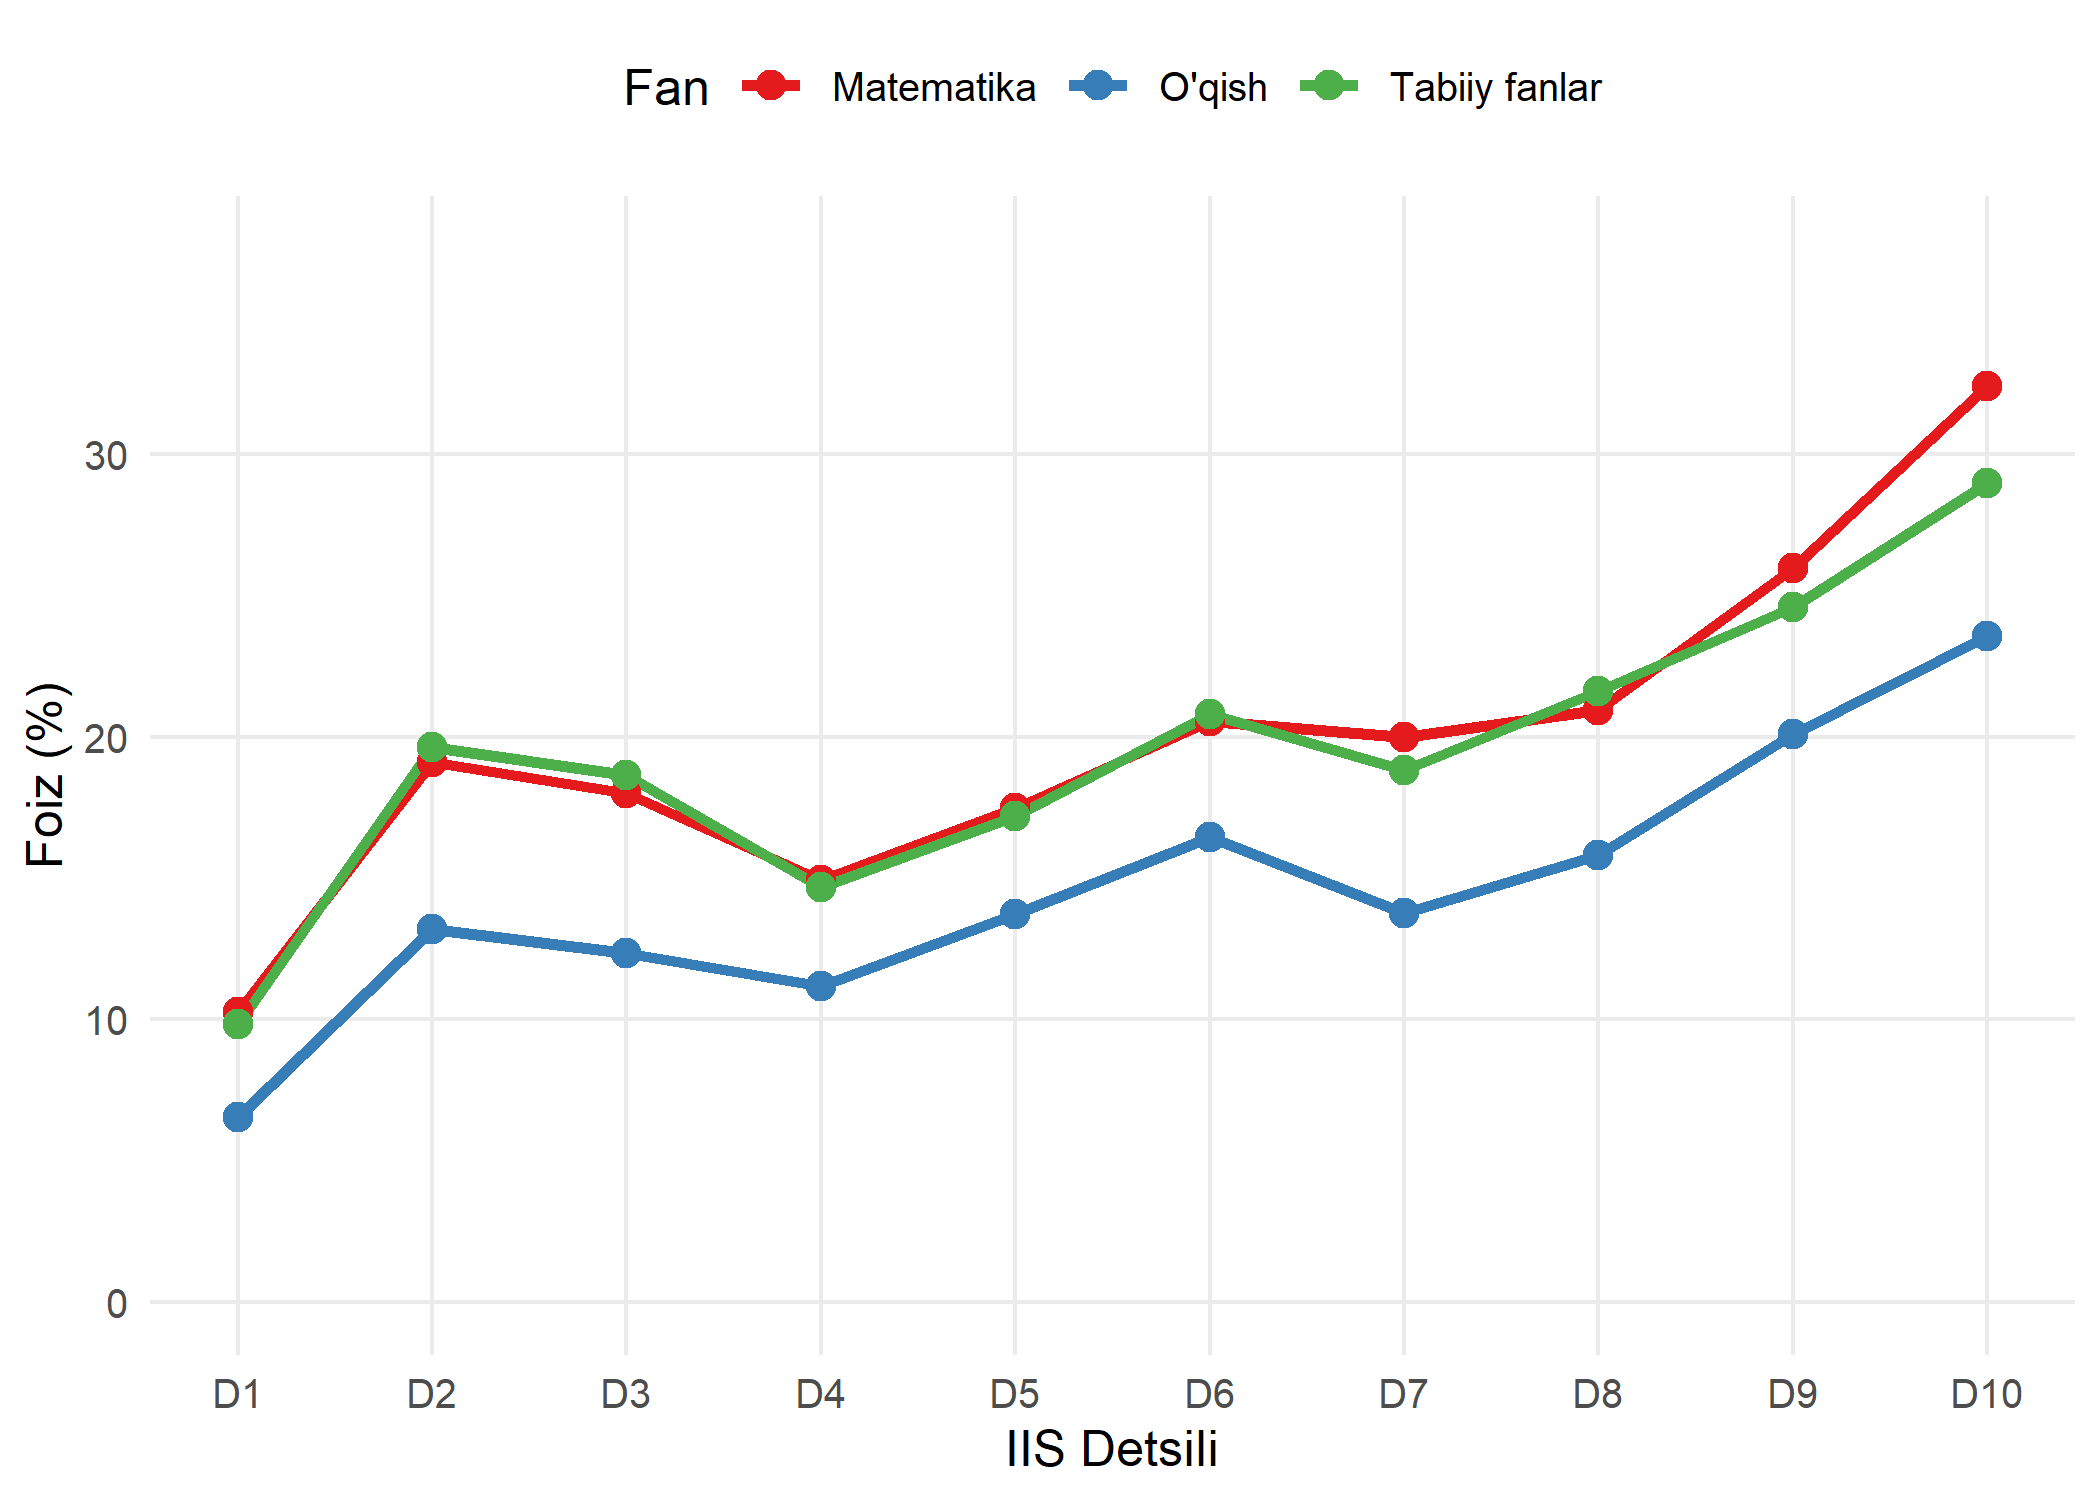 Fan Matematika O'qish Tabiiy fanlar
30
20
10
0
Foiz (%)
D1 D2 D3 D4 D5 D6 D7 D8 D9 D10
IIS Detsili